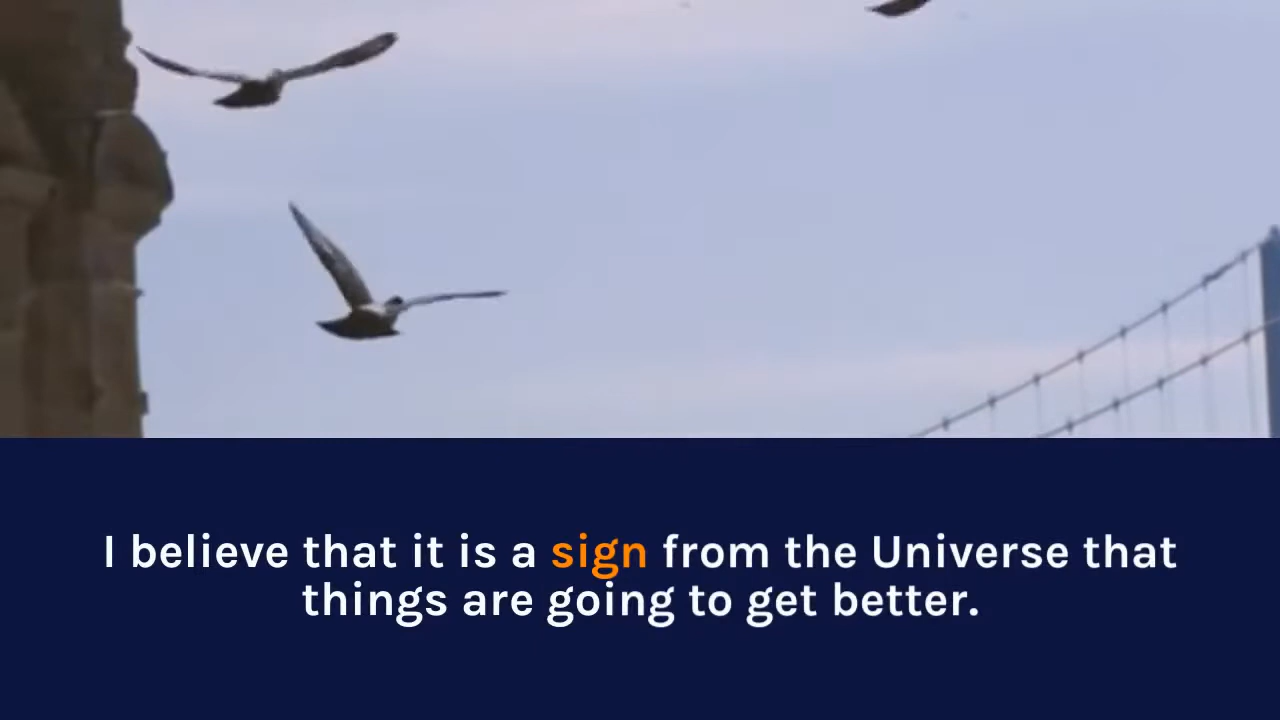 I believe that it is a sign from the Universe that
things are going to get better.